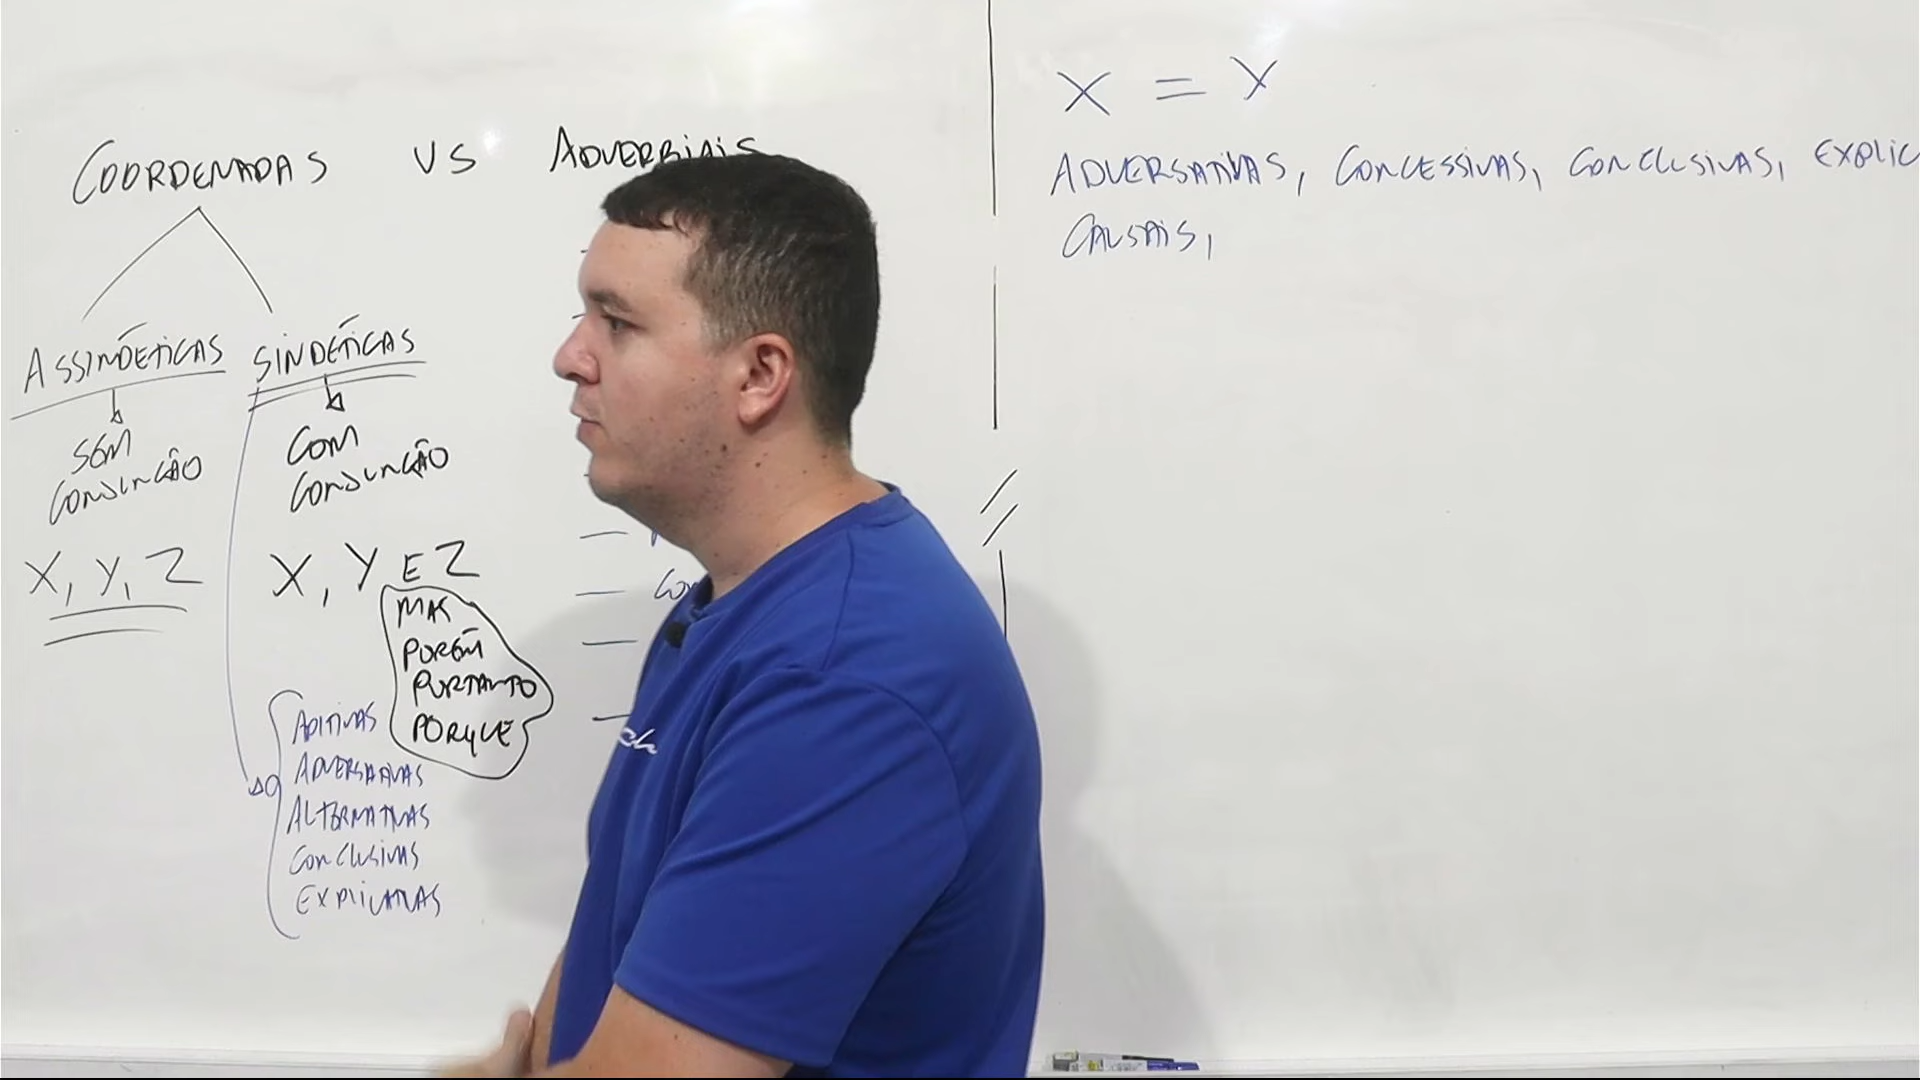 COORDENADAS VS ADVERBIAIS
ASSINDÉTICAS SINDÉTICAS
SEM CONJUNÇÃO
COM CONJUNÇÃO
X, Y, Z
X, Y E Z
MAS
PORÉM
PORTANTO
PORQUE
ADITIVAS
ADVERSATIVAS
ALTERNATIVAS
CONCLUSIVAS
EXPLICATIVAS
X = X
ADVERSATIVAS, CONCESSIVAS, CONCLUSIVAS, EXPLIC
CAUSAIS,